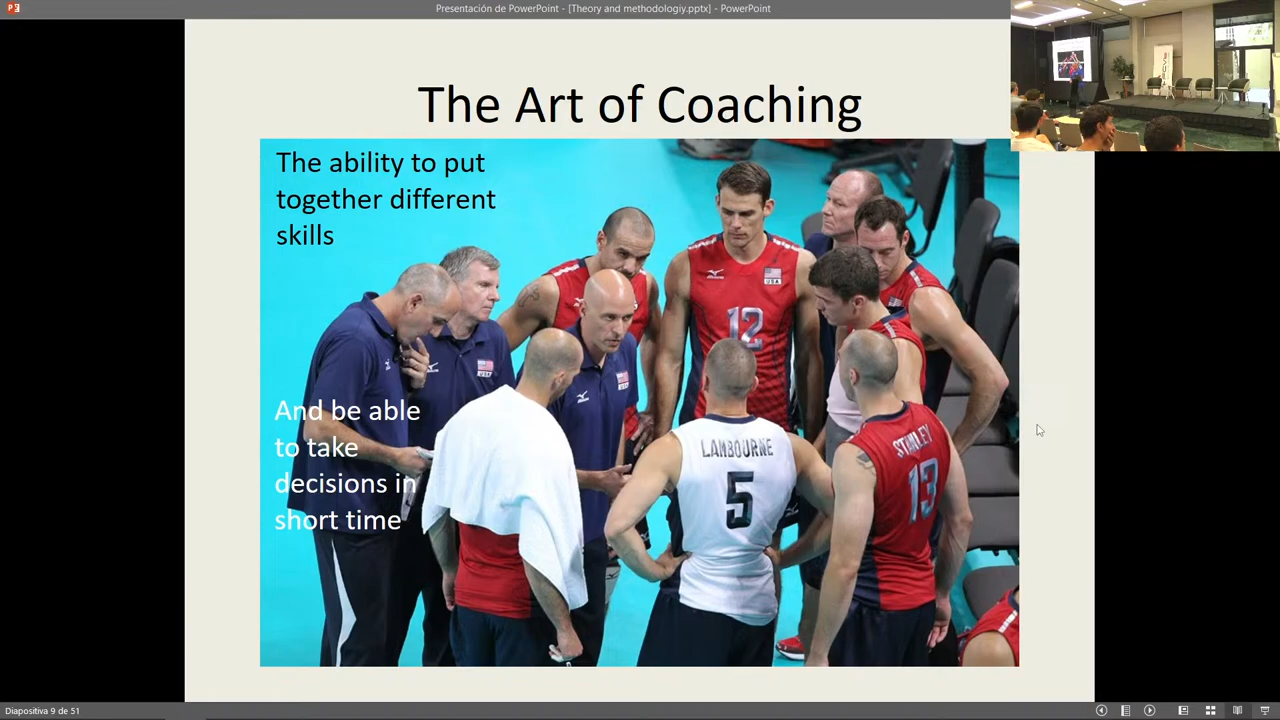 Presentación de PowerPoint - [Theory and methodologiy.pptx] - PowerPoint
The Art of Coaching
The ability to put
together different
skills
USA
12
USA
USA
And be able
to take
decisions in
short time
LAMBOURNE
5
STANLEY
13
Diapositiva 9 de 51